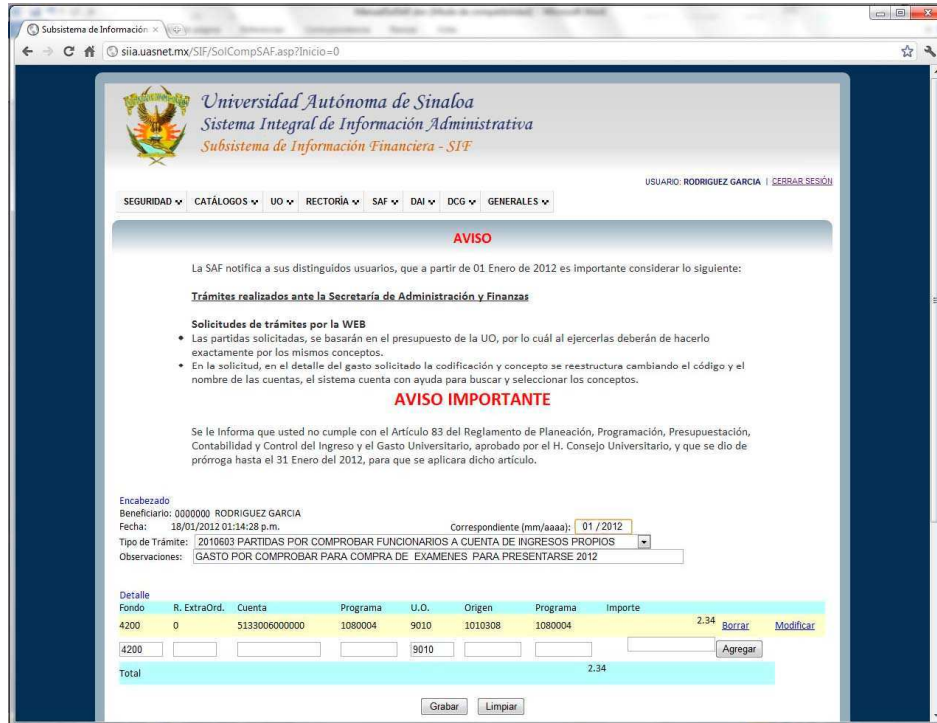 Subsistema de Información
siia.uasnet.mx/SIF/SolCompSAF.asp?Inicio=0
Universidad Autónoma de Sinaloa
Sistema Integral de Información Administrativa
Subsistema de Información Financiera - SIF
USUARIO: RODRIGUEZ GARCIA | CERRAR SESIÓN
SEGURIDAD CATÁLOGOS UO RECTORÍA SAF DAI DCG GENERALES
AVISO
La SAF notifica a sus distinguidos usuarios, que a partir de 01 Enero de 2012 es importante considerar lo siguiente:
Trámites realizados ante la Secretaría de Administración y Finanzas
Solicitudes de trámites por la WEB
• Las partidas solicitadas, se basarán en el presupuesto de la UO, por lo cuál al ejercerlas deberán de hacerlo
exactamente por los mismos conceptos.
• En la solicitud, en el detalle del gasto solicitado la codificación y concepto se reestructura cambiando el código y el
nombre de las cuentas, el sistema cuenta con ayuda para buscar y seleccionar los conceptos.
AVISO IMPORTANTE
Se le Informa que usted no cumple con el Artículo 83 del Reglamento de Planeación, Programación, Presupuestación,
Contabilidad y Control del Ingreso y el Gasto Universitario, aprobado por el H. Consejo Universitario, y que se dio de
prórroga hasta el 31 Enero del 2012, para que se aplicara dicho artículo.
Encabezado
Beneficiario: 0000000 RODRIGUEZ GARCIA
Fecha: 18/01/2012 01:14:28 p.m. Correspondiente (mm/aaaa): 01 / 2012
Tipo de Trámite: 2010603 PARTIDAS POR COMPROBAR FUNCIONARIOS A CUENTA DE INGRESOS PROPIOS
Observaciones: GASTO POR COMPROBAR PARA COMPRA DE EXAMENES PARA PRESENTARSE 2012
Detalle
Fondo R. ExtraOrd. Cuenta Programa U.O. Origen Programa Importe
4200 0 5133006000000 1080004 9010 1010308 1080004 2.34 Borrar Modificar
4200 9010 Agregar
Total 2.34
Grabar Limpiar